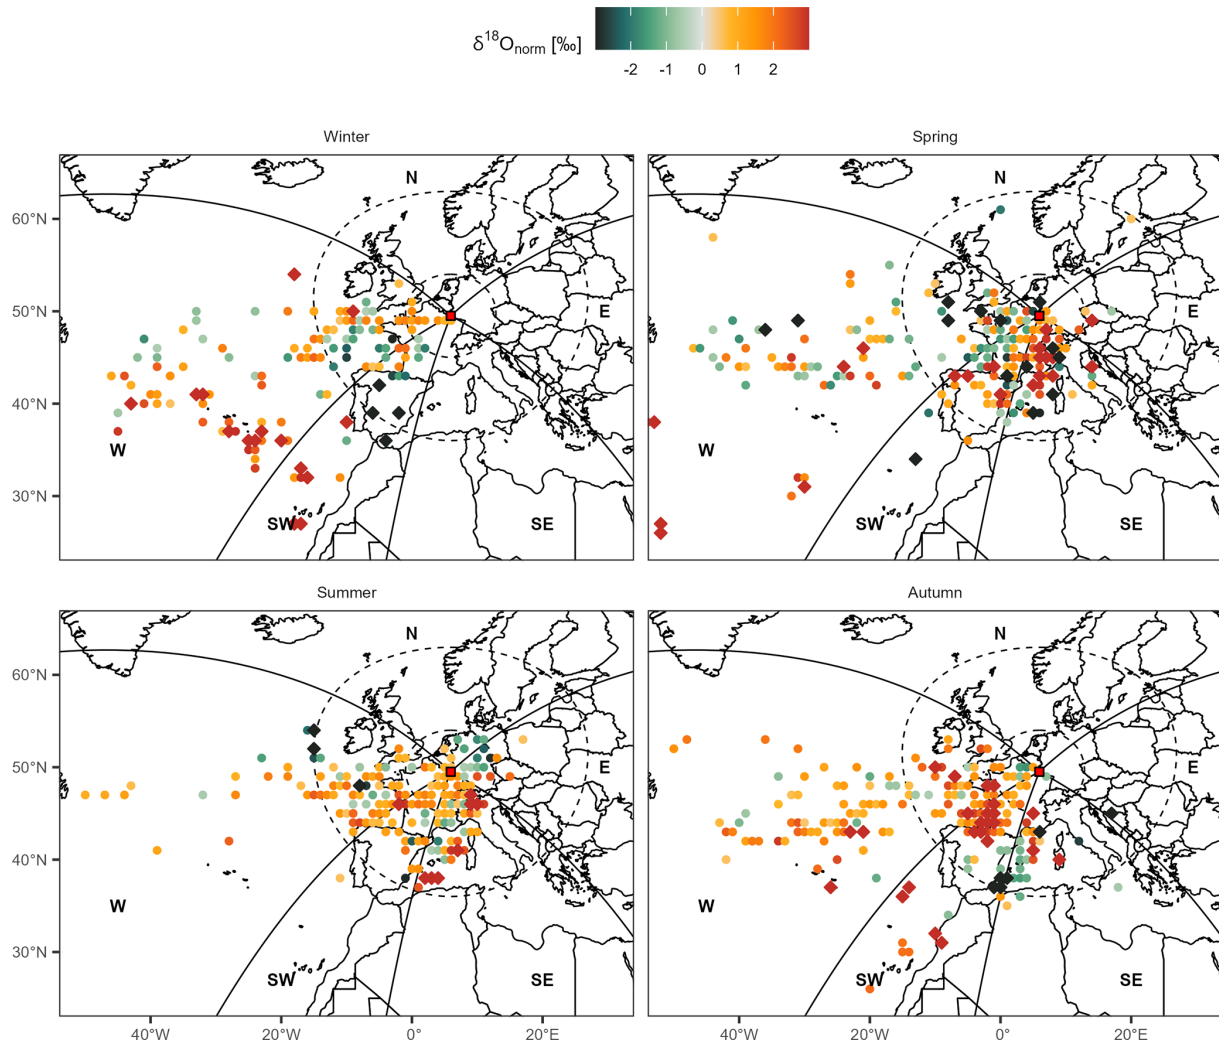 δ18Onorm [‰]
-2 -1 0 1 2
Winter Spring
60°N
50°N
40°N
30°N
N
E
W
SW
SE
N
E
W
SW
SE
Summer Autumn
60°N
50°N
40°N
30°N
N
E
W
SW
SE
N
E
W
SW
SE
40°W 20°W 0° 20°E 40°W 20°W 0° 20°E